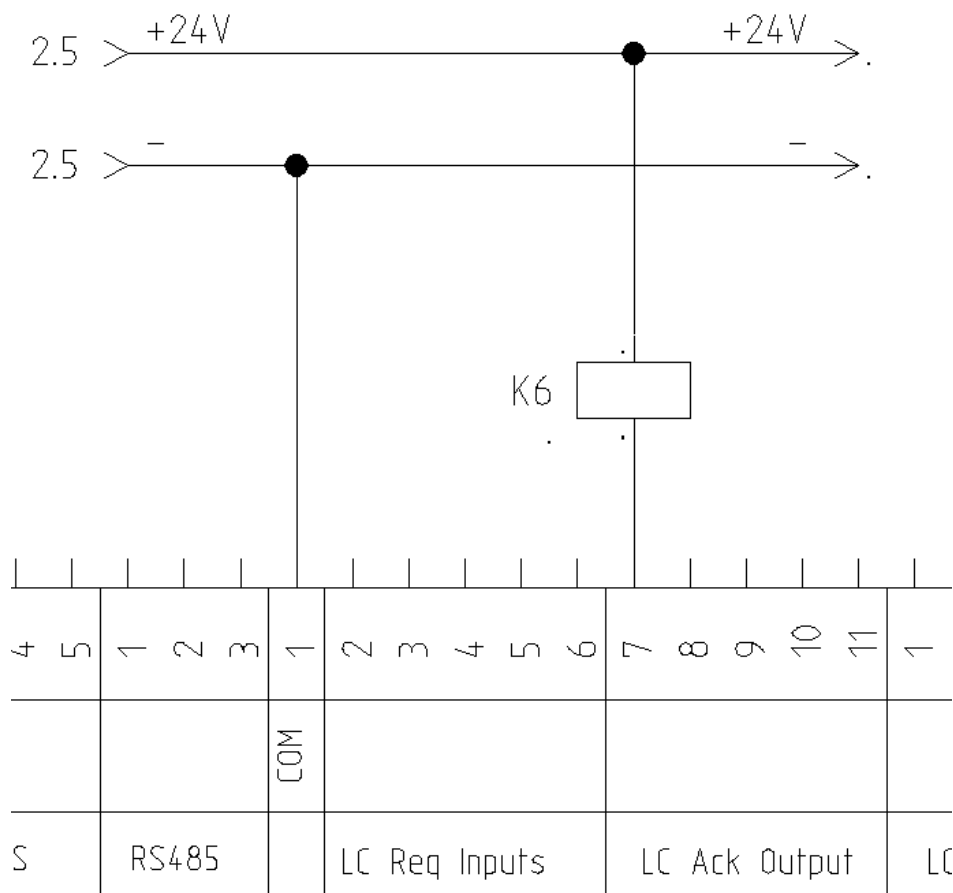 2.5 +24V +24V
2.5 - -
K6
4 5 1 2 3 1 2 3 4 5 6 7 8 9 10 11 1
COM
S RS485 LC Req Inputs LC Ack Output LC